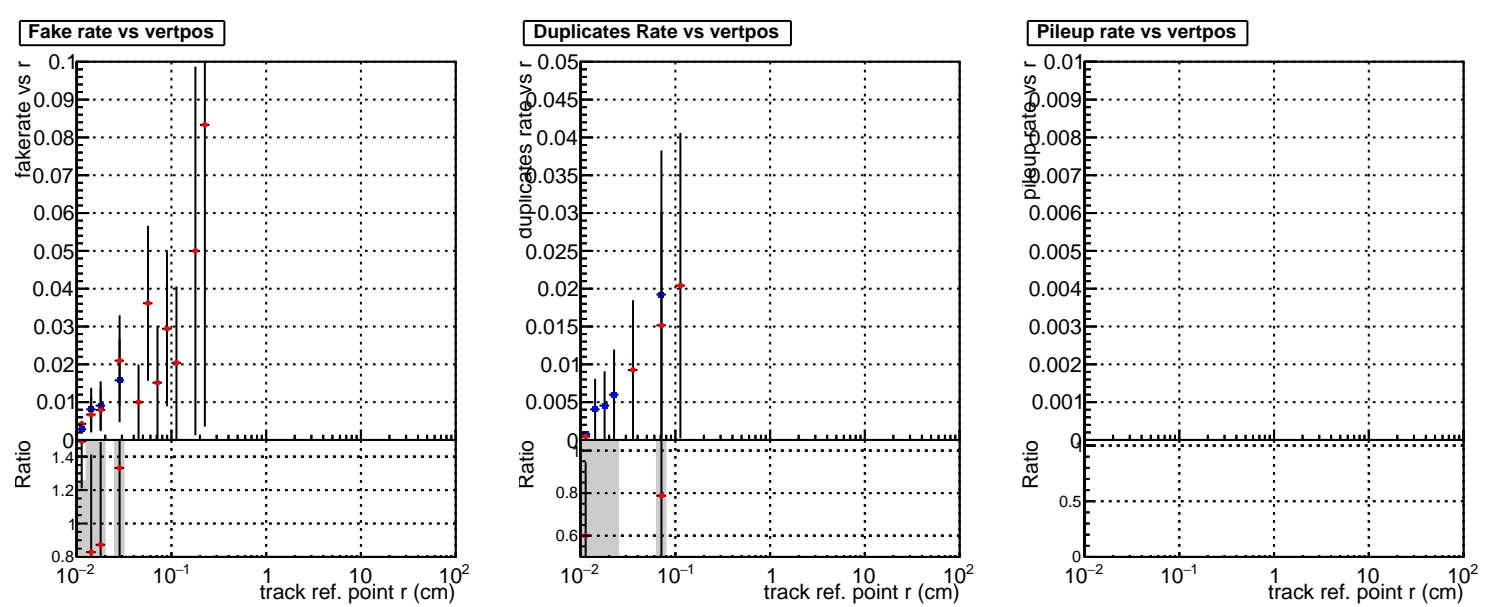 Fake rate vs vertpos
fakerate vs r
0.1
0.09
0.08
0.07
0.06
0.05
0.04
0.03
0.02
0.01
0
Ratio
1.4
1.2
1
0.8
10−2 10−1 1 10 102
track ref. point r (cm)
Duplicates Rate vs vertpos
duplicates rate vs r
0.05
0.045
0.04
0.035
0.03
0.025
0.02
0.015
0.01
0.005
0
Ratio
1
0.8
0.6
10−2 10−1 1 10 102
track ref. point r (cm)
Pileup rate vs vertpos
pileup rate vs r
0.01
0.009
0.008
0.007
0.006
0.005
0.004
0.003
0.002
0.001
0
Ratio
1
0.5
0
10−2 10−1 1 10 102
track ref. point r (cm)